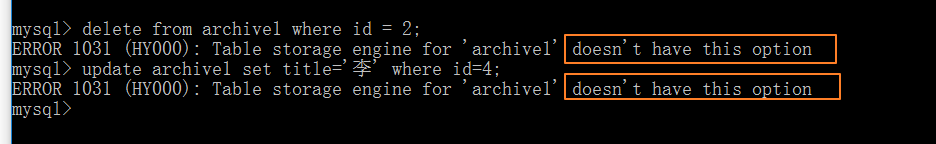 mysql> delete from archivel where id = 2;
ERROR 1031 (HY000): Table storage engine for 'archivel' doesn't have this option
mysql> update archivel set title='李' where id=4;
ERROR 1031 (HY000): Table storage engine for 'archivel' doesn't have this option
mysql>